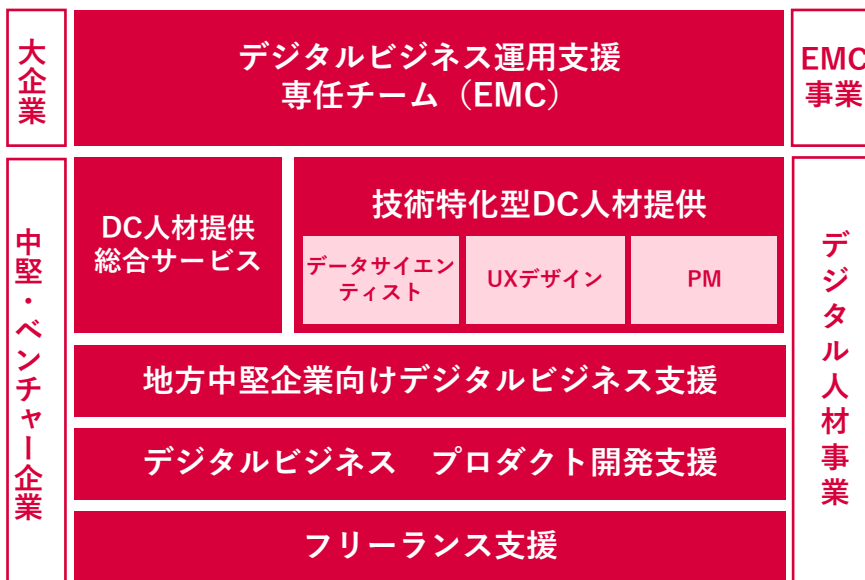 大企業
デジタルビジネス運用支援
専任チーム（EMC）
EMC
事業
中堅・ベンチャー企業
DC人材提供
総合サービス
技術特化型DC人材提供
データサイエン
ティスト
UXデザイン
PM
デジタル人材事業
地方中堅企業向けデジタルビジネス支援
デジタルビジネス　プロダクト開発支援
フリーランス支援